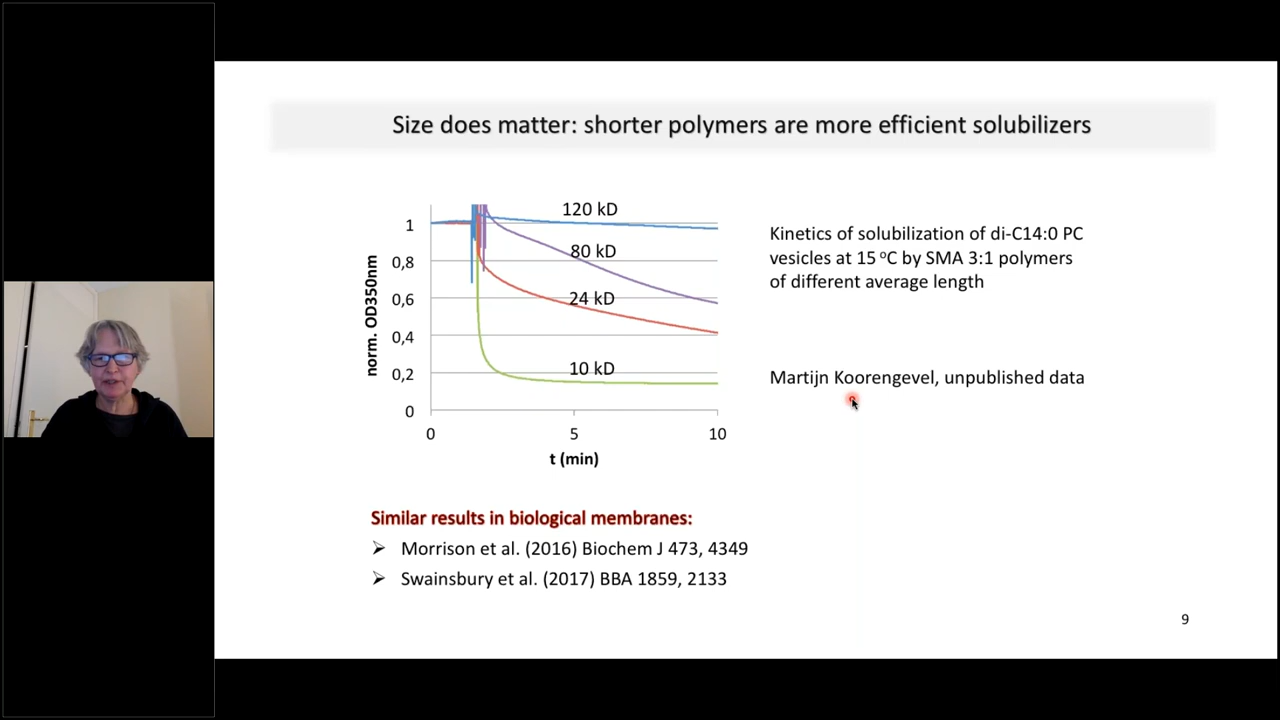 Size does matter: shorter polymers are more efficient solubilizers
norm. OD350nm
1
0,8
0,6
0,4
0,2
0
120 kD
80 kD
24 kD
10 kD
0
5
10
t (min)
Kinetics of solubilization of di-C14:0 PC
vesicles at 15 ºC by SMA 3:1 polymers
of different average length
Martijn Koorengevel, unpublished data
Similar results in biological membranes:
➢ Morrison et al. (2016) Biochem J 473, 4349
➢ Swainsbury et al. (2017) BBA 1859, 2133
9